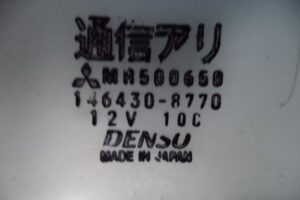 通信アリ
MR500650
146430-8770
12V 10C
DENSO
MADE IN JAPAN